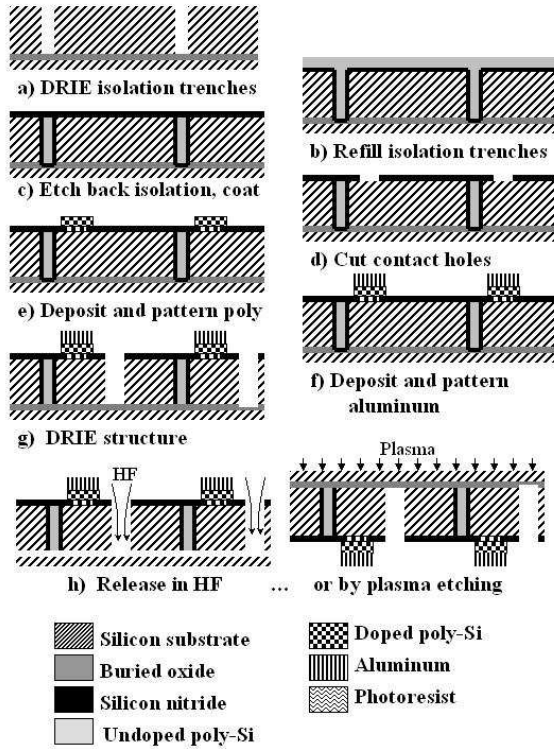 a) DRIE isolation trenches
b) Refill isolation trenches
c) Etch back isolation, coat
d) Cut contact holes
e) Deposit and pattern poly
f) Deposit and pattern
aluminum
g) DRIE structure
HF
Plasma
h) Release in HF ... or by plasma etching
Silicon substrate
Buried oxide
Silicon nitride
Undoped poly-Si
Doped poly-Si
Aluminum
Photoresist